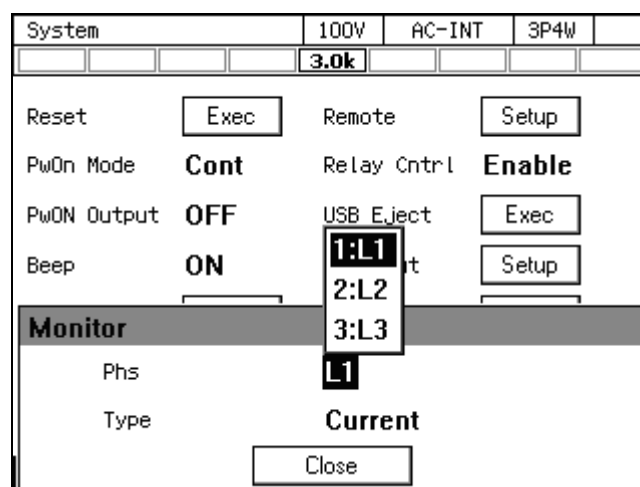 System 100V AC-INT 3P4W
3.0k
Reset Exec Remote Setup
PwOn Mode Cont Relay Cntrl Enable
PwON Output OFF USB Eject Exec
Beep ON Setup
1:L1
2:L2
3:L3
Monitor
Phs L1
Type Current
Close